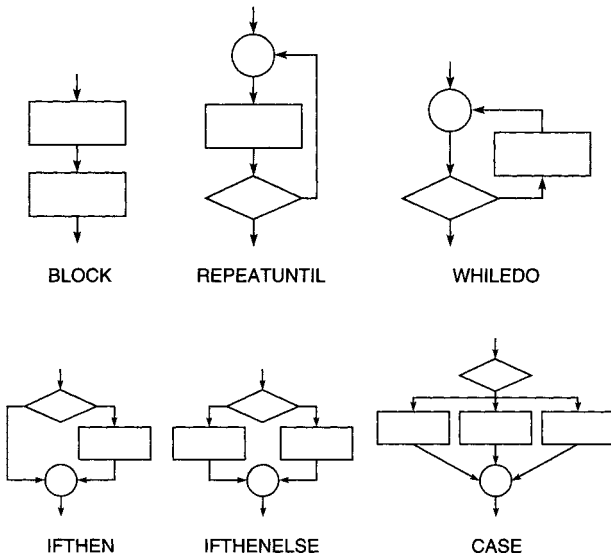 BLOCK
REPEATUNTIL
WHILEDO
IFTHEN
IFTHENELSE
CASE